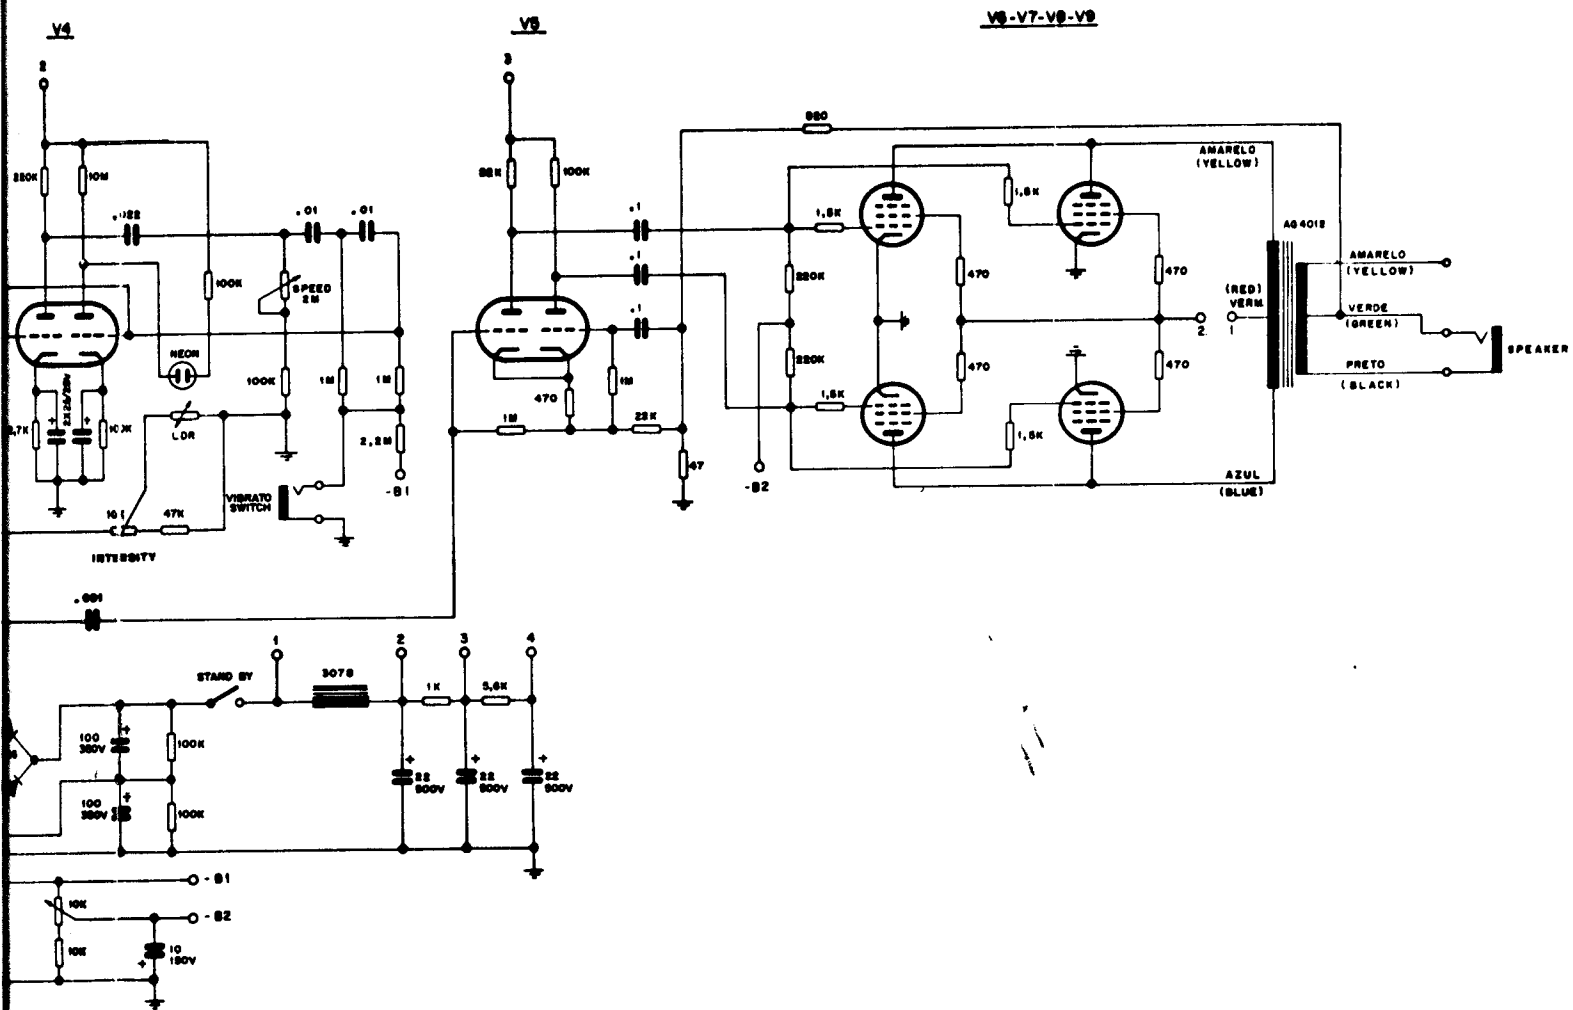 V4
V5
V6-V7-V8-V9
2
3
220K
10M
.01
.01
100K
SPEED
2M
NEON
100K
1M
1M
2X25/25V
LDR
2,2M
-B1
VIBRATO
SWITCH
47K
INTENSITY
.001
82K
100K
.1
.1
.1
470
1M
1M
22K
47
-B2
820
1,5K
1,5K
220K
220K
1,5K
1,5K
470
470
470
470
AMARELO
(YELLOW)
AG4012
(RED)
VERM.
2
1
AMARELO
(YELLOW)
VERDE
(GREEN)
PRETO
(BLACK)
SPEAKER
AZUL
(BLUE)
STAND BY
1
3078
2
3
4
1K
5,6K
100
350V
100K
100
350V
100K
22
500V
22
500V
22
500V
-B1
10K
-B2
10K
10
150V